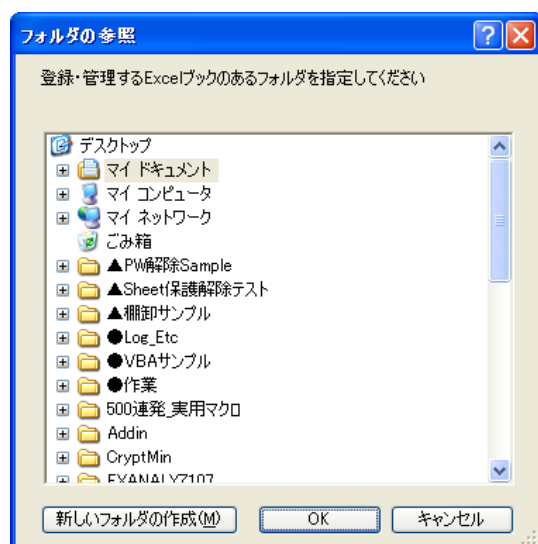 フォルダの参照
登録・管理するExcelブックのあるフォルダを指定してください
デスクトップ
マイ ドキュメント
マイ コンピュータ
マイ ネットワーク
ごみ箱
▲PW解除Sample
▲Sheet保護解除テスト
▲棚卸サンプル
●Log_Etc
●VBAサンプル
●作業
500連発_実用マクロ
Addin
CryptMin
EXANALYZ107
新しいフォルダの作成(M)
OK
キャンセル